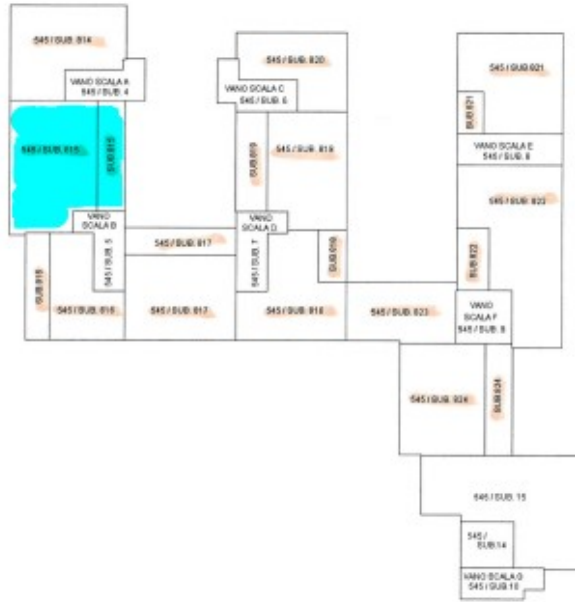 545 / SUB. 814
VANO SCALA A
545 / SUB. 4
545 / SUB. 815
SUB.815
VANO
SCALA B
545 / SUB. 5
SUB.816
545 / SUB. 816
545 / SUB. 817
545 / SUB. 817
545 / SUB. 820
VANO SCALA C
545 / SUB. 6
SUB.819
545 / SUB. 819
VANO
SCALA D
545 / SUB. 7
545 / SUB. 818
545 / SUB. 821
SUB.821
VANO SCALA E
545 / SUB. 8
545 / SUB. 822
SUB.822
545 / SUB. 823
VANO
SCALA F
545 / SUB. 9
545 / SUB. 824
SUB.824
545 / SUB. 15
545 /
SUB.14
VANO SCALA G
545 / SUB. 10